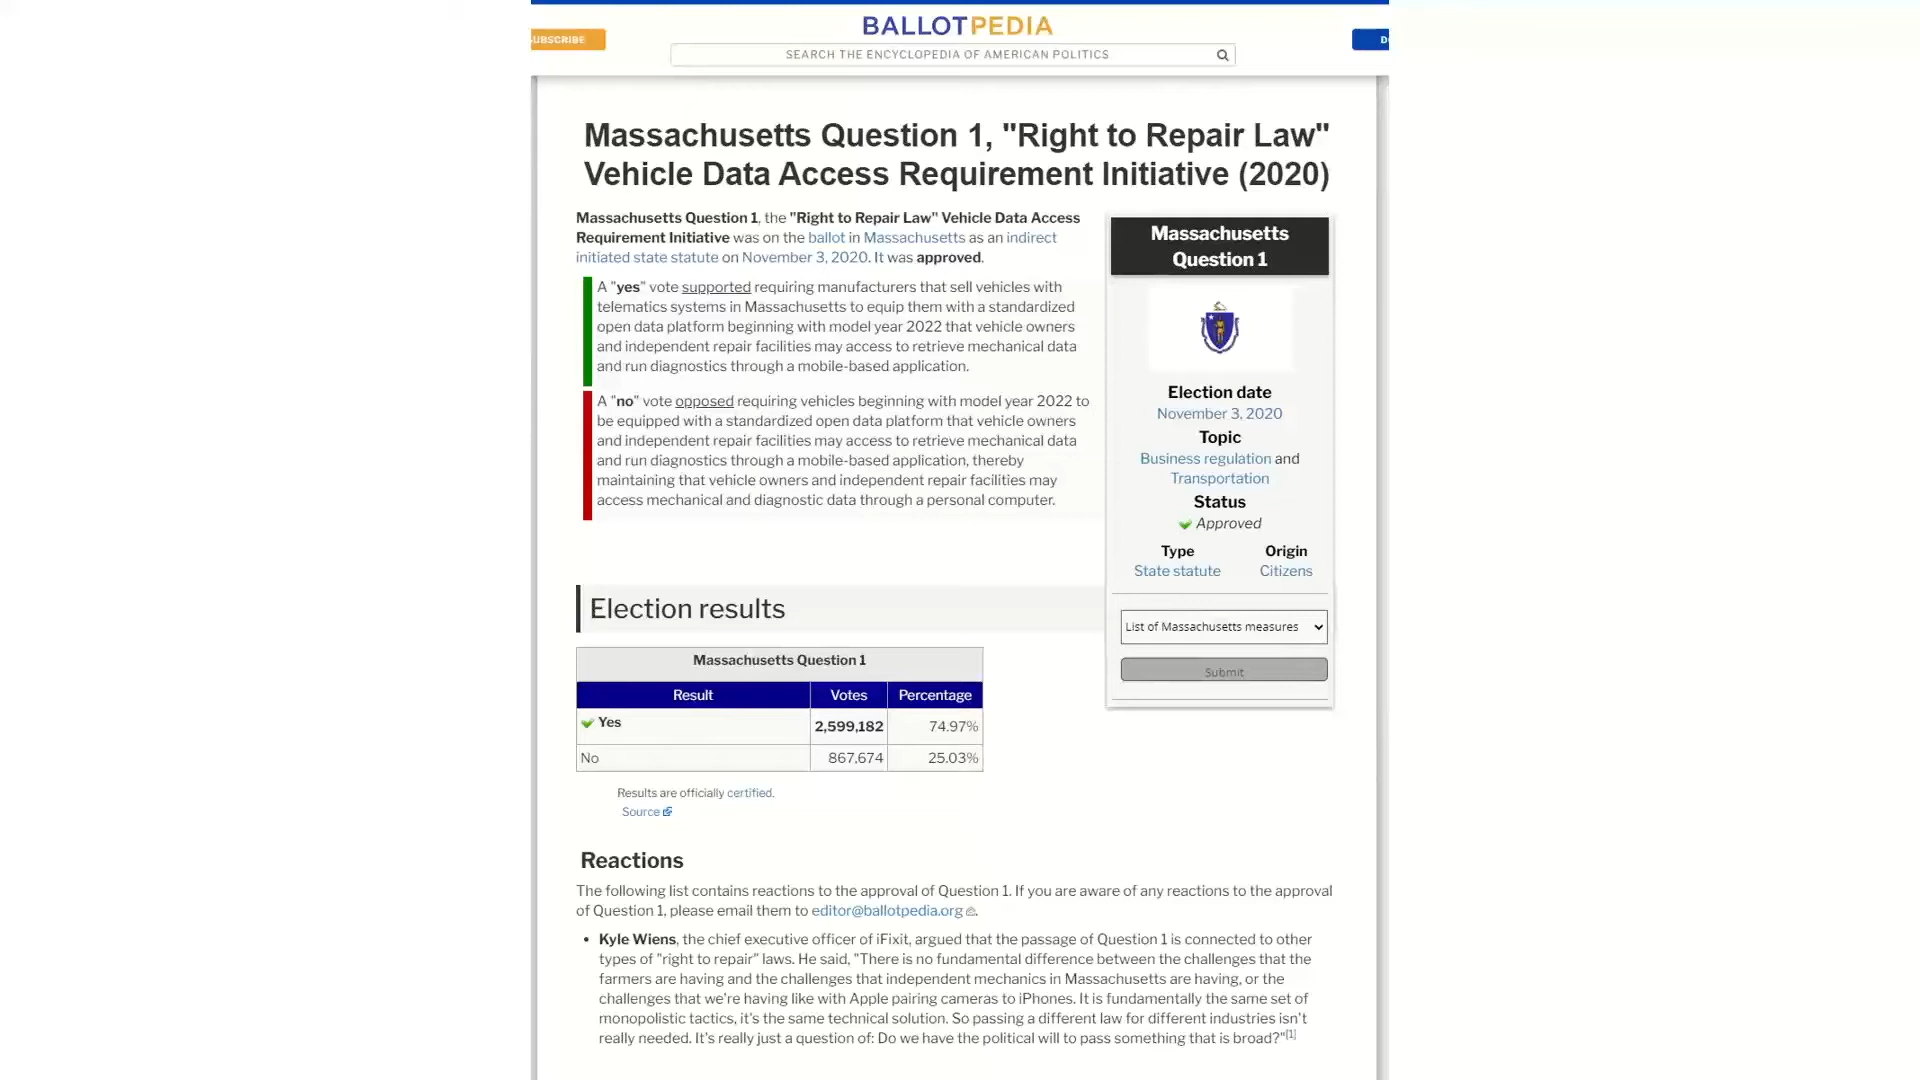 BALLOTPEDIA
UBSCRIBE
SEARCH THE ENCYCLOPEDIA OF AMERICAN POLITICS
Massachusetts Question 1, "Right to Repair Law"
Vehicle Data Access Requirement Initiative (2020)
Massachusetts Question 1, the "Right to Repair Law" Vehicle Data Access
Requirement Initiative was on the ballot in Massachusetts as an indirect
initiated state statute on November 3, 2020. It was approved.
A "yes" vote supported requiring manufacturers that sell vehicles with
telematics systems in Massachusetts to equip them with a standardized
open data platform beginning with model year 2022 that vehicle owners
and independent repair facilities may access to retrieve mechanical data
and run diagnostics through a mobile-based application.
A "no" vote opposed requiring vehicles beginning with model year 2022 to
be equipped with a standardized open data platform that vehicle owners
and independent repair facilities may access to retrieve mechanical data
and run diagnostics through a mobile-based application, thereby
maintaining that vehicle owners and independent repair facilities may
access mechanical and diagnostic data through a personal computer.
Massachusetts
Question 1
Election date
November 3, 2020
Topic
Business regulation and
Transportation
Status
Approved
Type Origin
State statute Citizens
List of Massachusetts measures
Submit
Election results
Massachusetts Question 1
Result Votes Percentage
Yes 2,599,182 74.97%
No 867,674 25.03%
Results are officially certified.
Source
Reactions
The following list contains reactions to the approval of Question 1. If you are aware of any reactions to the approval
of Question 1, please email them to editor@ballotpedia.org.
• Kyle Wiens, the chief executive officer of iFixit, argued that the passage of Question 1 is connected to other
types of "right to repair" laws. He said, "There is no fundamental difference between the challenges that the
farmers are having and the challenges that independent mechanics in Massachusetts are having, or the
challenges that we're having like with Apple pairing cameras to iPhones. It is fundamentally the same set of
monopolistic tactics, it's the same technical solution. So passing a different law for different industries isn't
really needed. It's really just a question of: Do we have the political will to pass something that is broad?"[1]